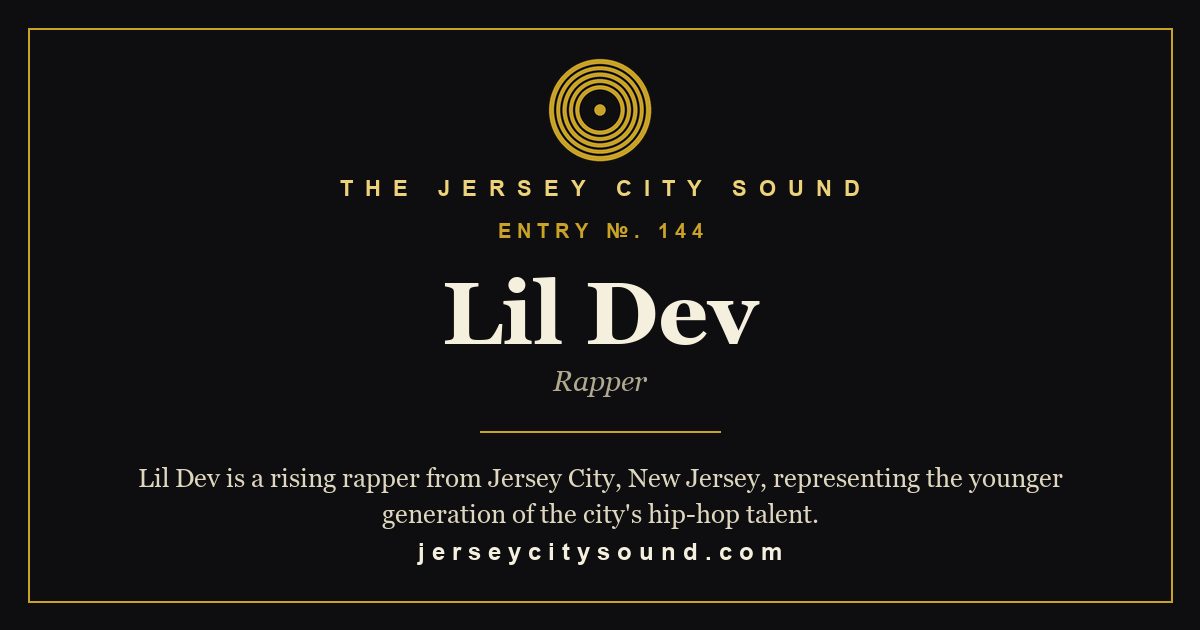 THE JERSEY CITY SOUND
ENTRY №. 144
Lil Dev
Rapper
Lil Dev is a rising rapper from Jersey City, New Jersey, representing the younger
generation of the city's hip-hop talent.
jerseycitysound.com